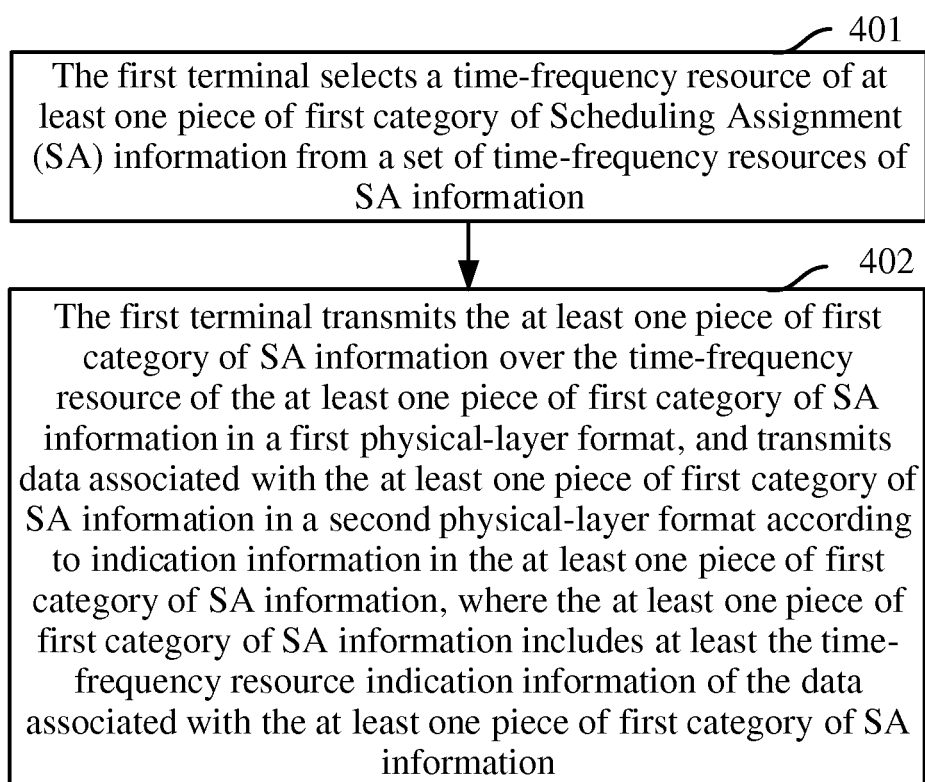 401
The first terminal selects a time-frequency resource of at
least one piece of first category of Scheduling Assignment
(SA) information from a set of time-frequency resources of
SA information
402
The first terminal transmits the at least one piece of first
category of SA information over the time-frequency
resource of the at least one piece of first category of SA
information in a first physical-layer format, and transmits
data associated with the at least one piece of first category of
SA information in a second physical-layer format according
to indication information in the at least one piece of first
category of SA information, where the at least one piece of
first category of SA information includes at least the time-
frequency resource indication information of the data
associated with the at least one piece of first category of SA
information